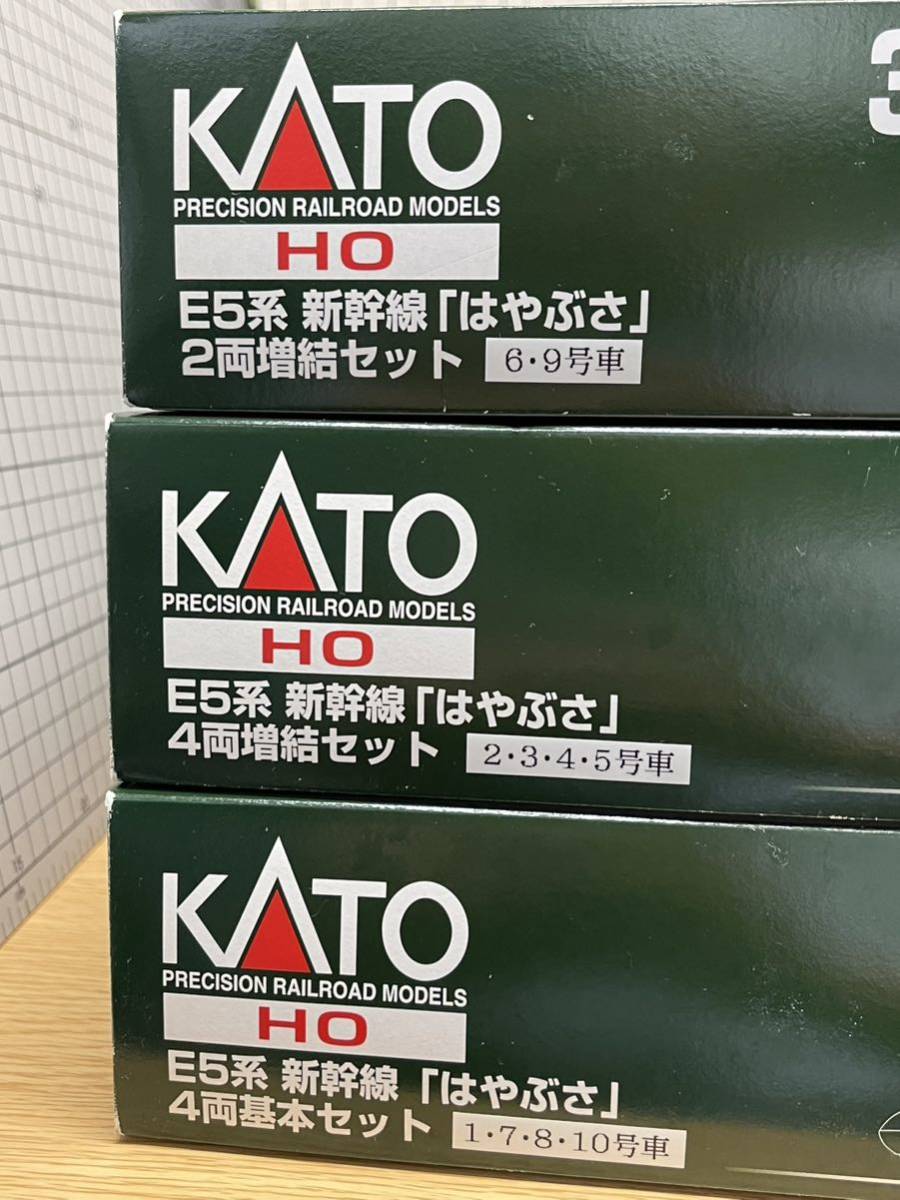 KATO
3
PRECISION RAILROAD MODELS
HO
E5系 新幹線「はやぶさ」
2両増結セット 6・9号車
KATO
PRECISION RAILROAD MODELS
HO
E5系 新幹線「はやぶさ」
4両増結セット 2・3・4・5号車
KATO
PRECISION RAILROAD MODELS
HO
E5系 新幹線「はやぶさ」
4両基本セット 1・7・8・10号車
15